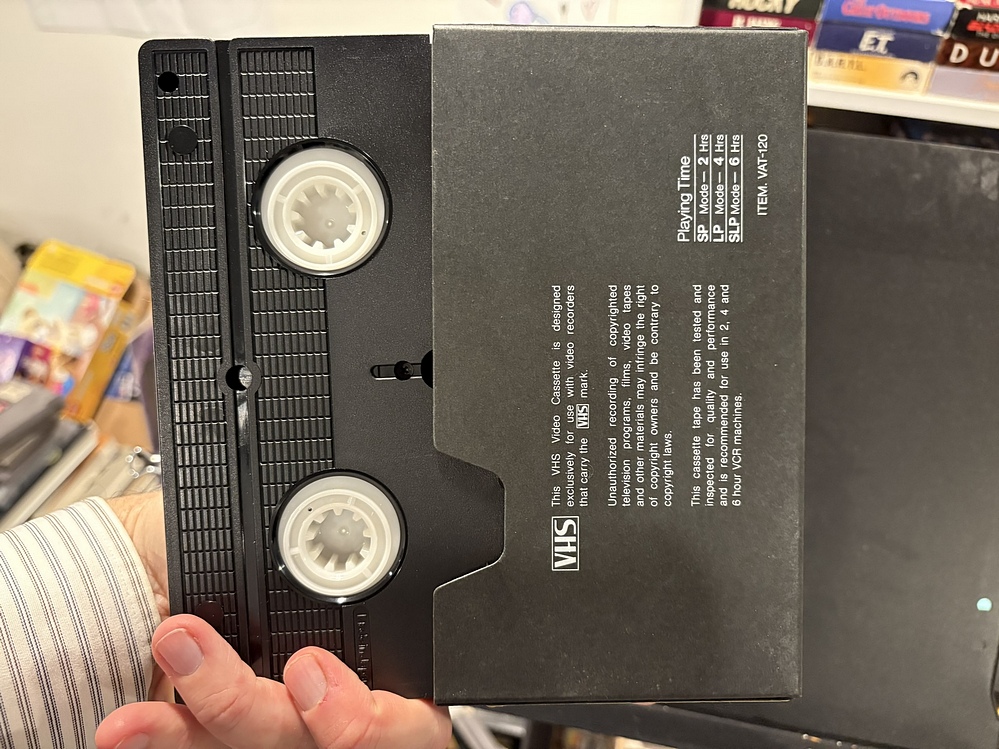 VHS
This VHS Video Cassette is designed
exclusively for use with video recorders
that carry the VHS mark.
Unauthorized recording of copyrighted
television programs, films, video tapes
and other materials may infringe the right
of copyright owners and be contrary to
copyright laws.
This cassette tape has been tested and
inspected for quality and performance
and is recommended for use in 2, 4 and
6 hour VCR machines.
Playing Time
SP Mode— 2 Hrs
LP Mode— 4 Hrs
SLP Mode— 6 Hrs
ITEM. VAT-120
E.T.